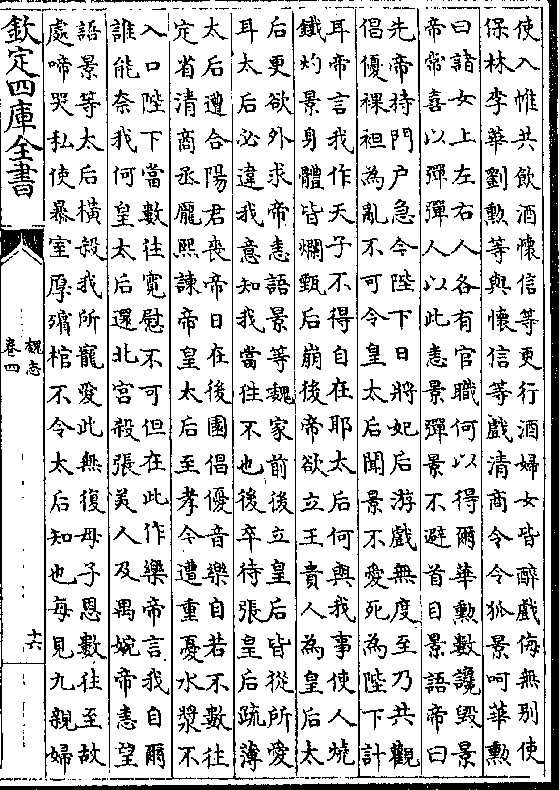 使入惟共飲酒懷信等更行酒婦女皆醉戲侮無別使
保林李華劉勲等與懷信等戲清商令令狐景呵華勲
曰諸女上左右人各有官職何以得爾華勲數讒毀景
帝常喜以彈彈人以此恚景彈景不避首目景語帝曰
先帝持門户急今陛下日將妃后游戲無度至乃共觀
倡優裸袒為亂不可令皇太后聞景不愛死為陛下計
耳帝言我作天子不得自在耶太后何與我事使人燒
鐵灼景身體皆爛甄后崩後帝欲立王貴人為皇后太
后更欲外求帝恚語景等魏家前後立皇后皆從所愛
耳太后必違我意知我當徃不也後卒待張皇后疏薄
太后遭合陽君喪帝日在後國倡優音樂自若不數往
定省清商丞龐熙諫帝皇太后至孝今遭重憂水漿不
入口陛下當數往寛慰不可但在此作樂帝言我自爾
誰能奈我何皇太后還北宫殺張美人及禺婉帝恚望
語景等太后横殺我所寵愛此無復母子恩數往至故
處啼哭私使暴室厚殯棺不令太后知也每見九親婦
欽定四庫全書
魏志
卷四
十六